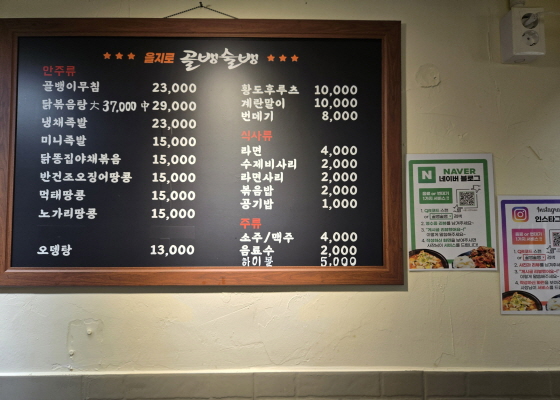 을지로 골뱅술뱅
안주류
골뱅이무침 23,000
닭볶음탕 大 37,000 中 29,000
냉채족발 23,000
미니족발 15,000
닭똥집야채볶음 15,000
반건조오징어땅콩 15,000
먹태땅콩 15,000
노가리땅콩 15,000
오뎅탕 13,000
황도후루츠 10,000
계란말이 10,000
번데기 8,000
식사류
라면 4,000
수제비사리 2,000
라면사리 2,000
볶음밥 2,000
공기밥 1,000
주류
소주/맥주 4,000
음료수 2,000
하이볼 5,000
N NAVER
네이버 블로그
Instagra
인스타그